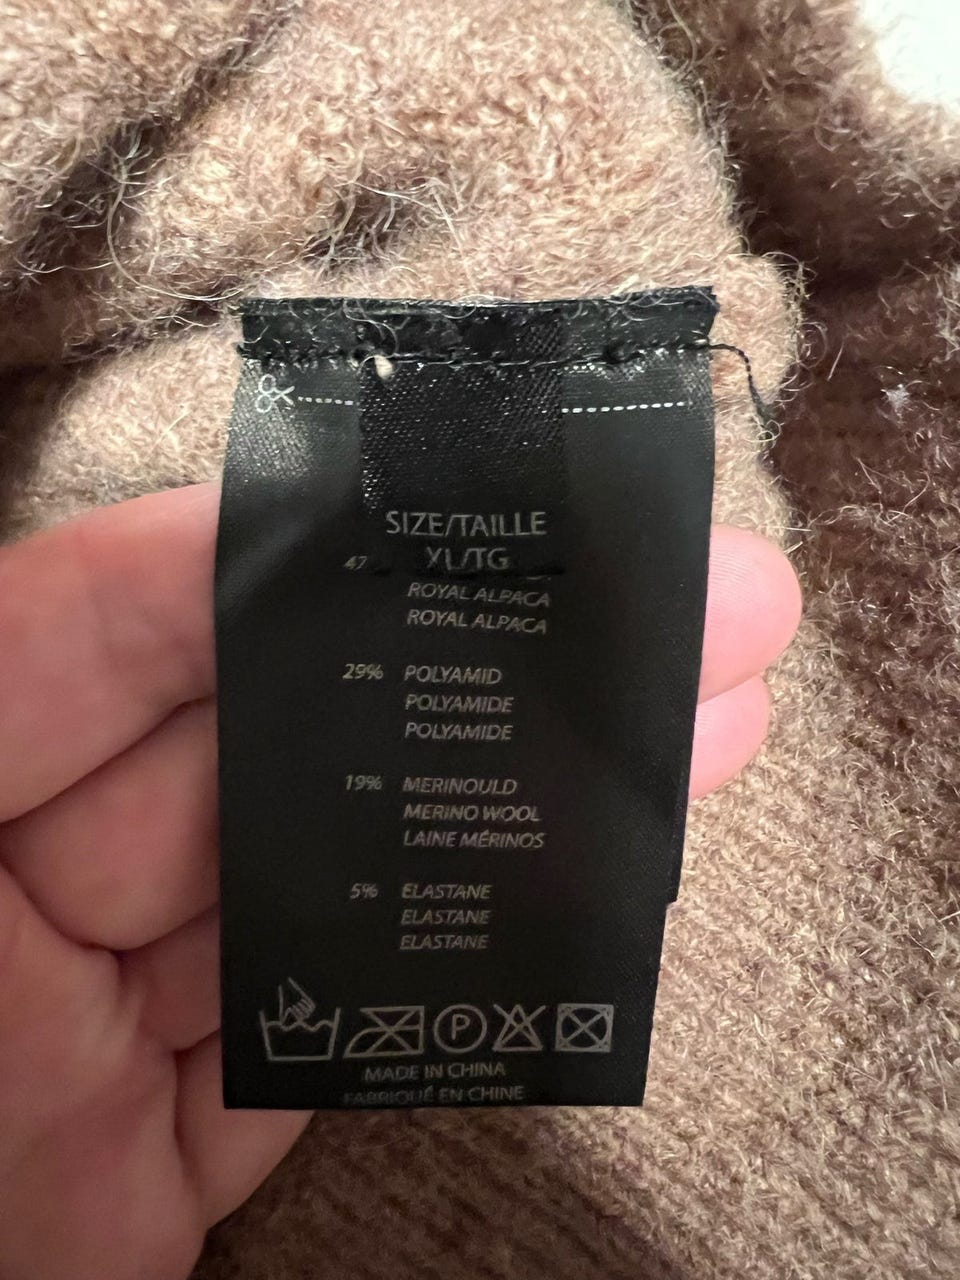 SIZE/TAILLE
XL/TG
47
ROYAL ALPACA
ROYAL ALPACA
29% POLYAMID
POLYAMIDE
POLYAMIDE
19% MERINOULD
MERINO WOOL
LAINE MÉRINOS
5% ELASTANE
ELASTANE
ELASTANE
P
MADE IN CHINA
FABRIQUÉ EN CHINE